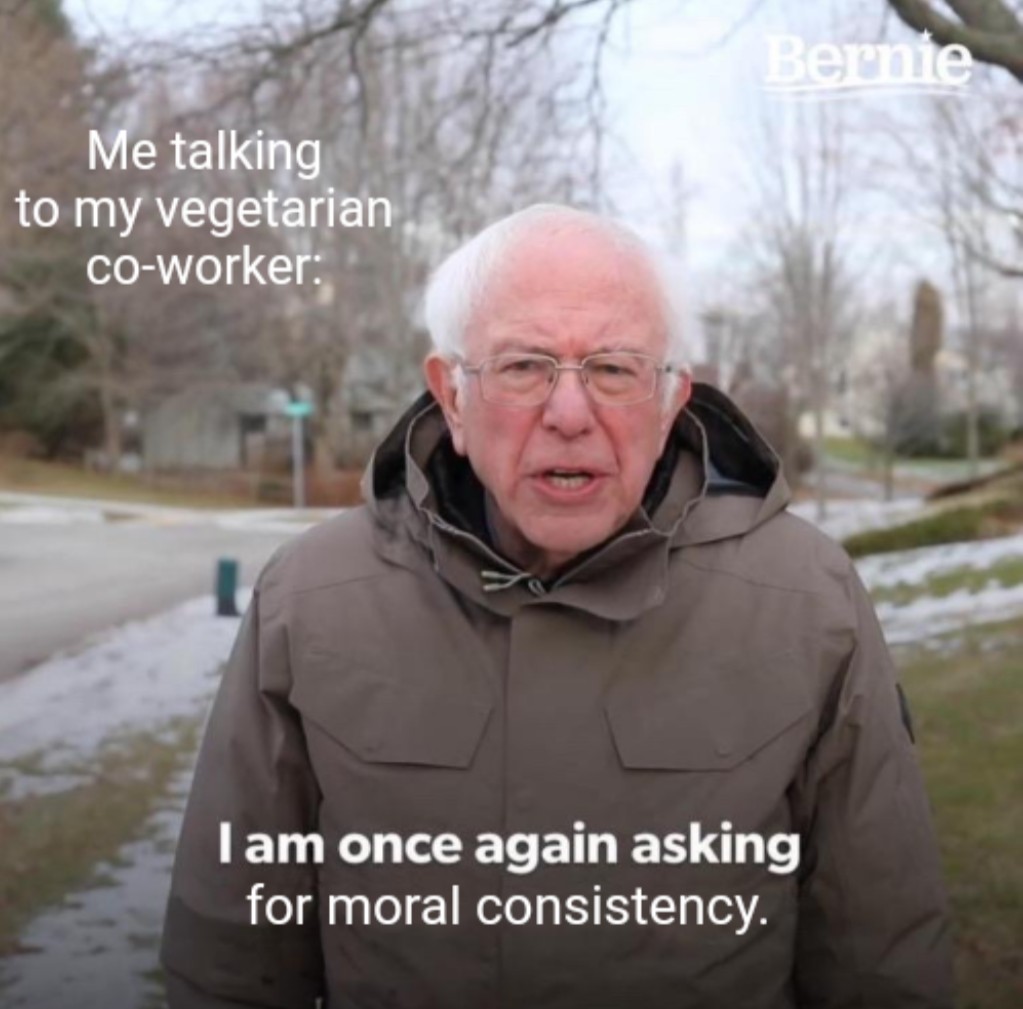 Bernie
Me talking
to my vegetarian
co-worker:
I am once again asking
for moral consistency.